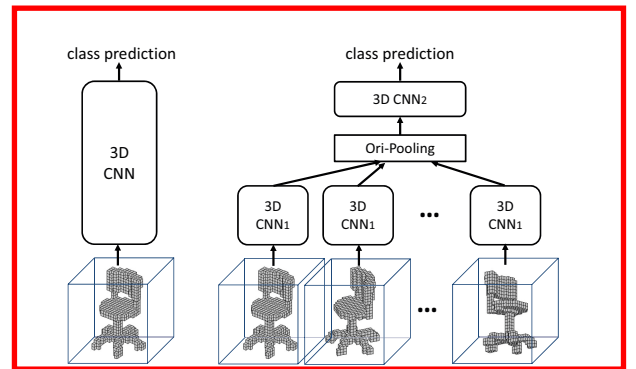 class prediction
class prediction
3D CNN2
3D
CNN
Ori-Pooling
3D
CNN1
3D
CNN1
...
3D
CNN1
...